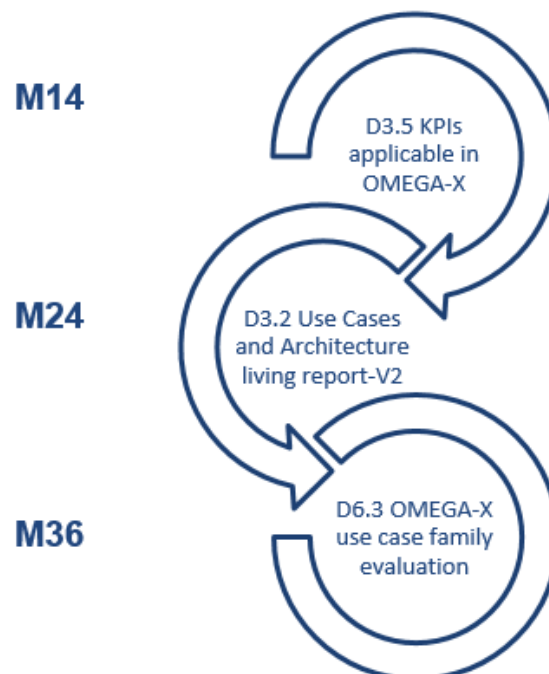 M14
D3.5 KPIs
applicable in
OMEGA-X
M24
D3.2 Use Cases
and Architecture
living report-V2
M36
D6.3 OMEGA-X
use case family
evaluation